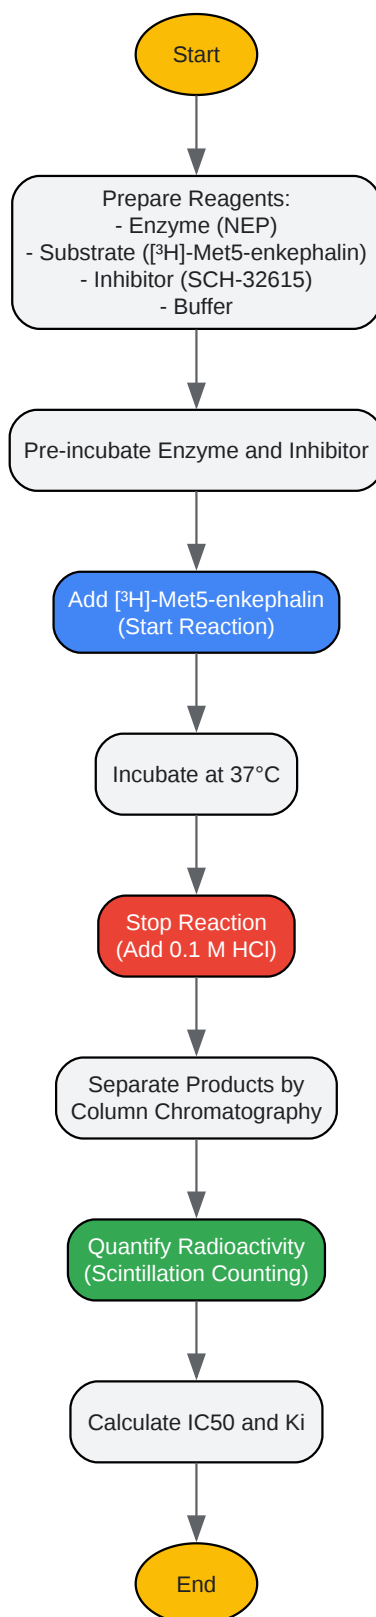 Start
Prepare Reagents:
- Enzyme (NEP)
- Substrate ([³H]-Met5-enkephalin)
- Inhibitor (SCH-32615)
- Buffer
Pre-incubate Enzyme and Inhibitor
Add [³H]-Met5-enkephalin
(Start Reaction)
Incubate at 37°C
Stop Reaction
(Add 0.1 M HCl)
Separate Products by
Column Chromatography
Quantify Radioactivity
(Scintillation Counting)
Calculate IC50 and Ki
End